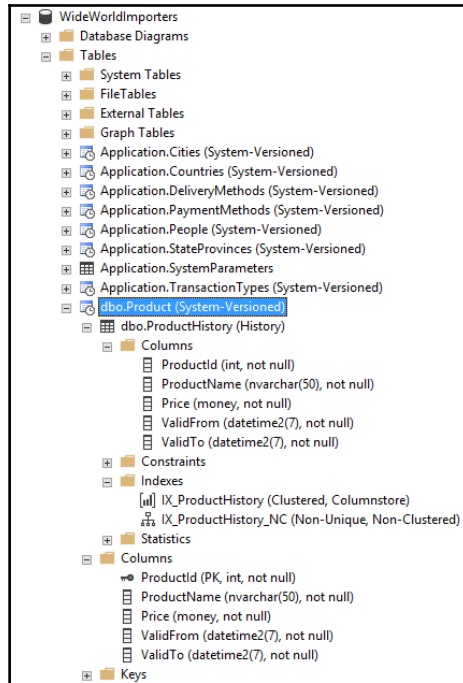 WideWorldImporters
Database Diagrams
Tables
System Tables
FileTables
External Tables
Graph Tables
Application.Cities (System-Versioned)
Application.Countries (System-Versioned)
Application.DeliveryMethods (System-Versioned)
Application.PaymentMethods (System-Versioned)
Application.People (System-Versioned)
Application.StateProvinces (System-Versioned)
Application.SystemParameters
Application.TransactionTypes (System-Versioned)
dbo.Product (System-Versioned)
dbo.ProductHistory (History)
Columns
ProductId (int, not null)
ProductName (nvarchar(50), not null)
Price (money, not null)
ValidFrom (datetime2(7), not null)
ValidTo (datetime2(7), not null)
Constraints
Indexes
IX_ProductHistory (Clustered, Columnstore)
IX_ProductHistory_NC (Non-Unique, Non-Clustered)
Statistics
Columns
ProductId (PK, int, not null)
ProductName (nvarchar(50), not null)
Price (money, not null)
ValidFrom (datetime2(7), not null)
ValidTo (datetime2(7), not null)
Keys